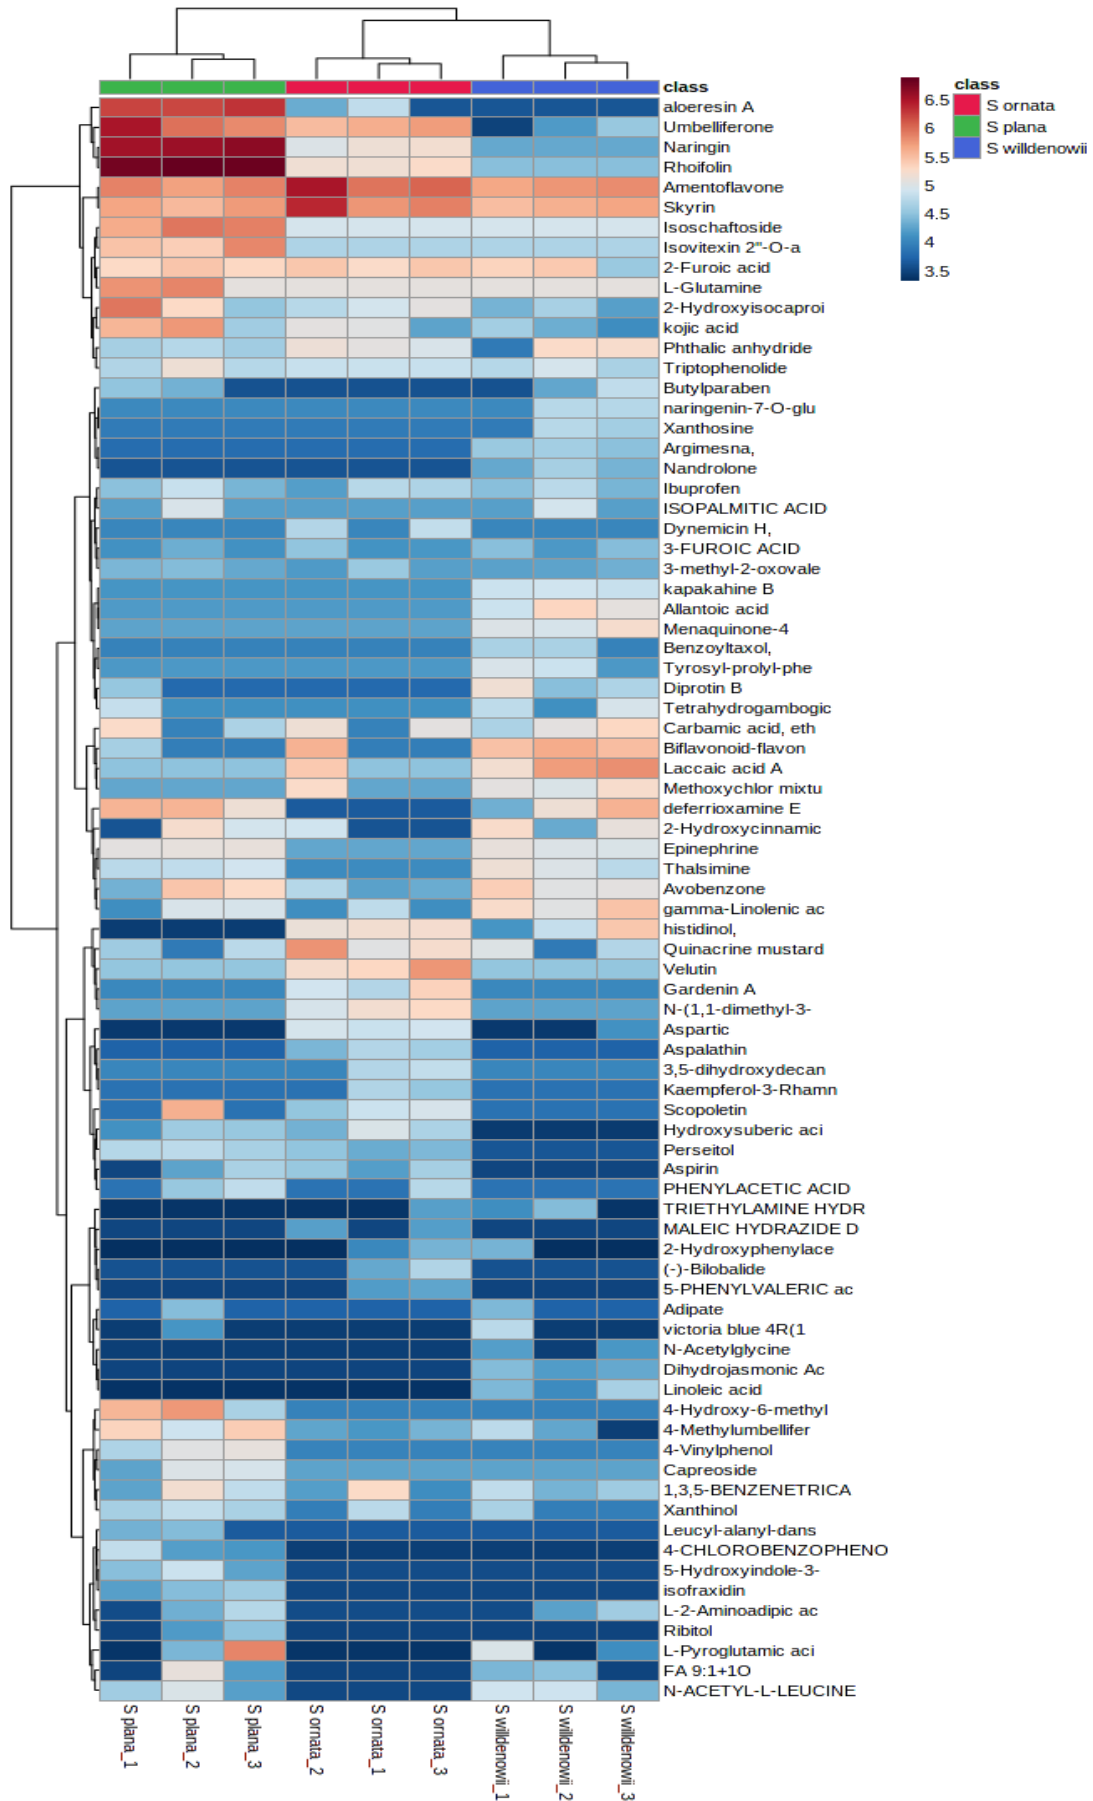 class
aloeresin A
Umbelliferone
Naringin
Rhoifolin
Amentoflavone
Skyrin
Isoschaftoside
Isovitexin 2"-O-a
2-Furoic acid
L-Glutamine
2-Hydroxyisocaproi
kojic acid
Phthalic anhydride
Triptophenolide
Butylparaben
naringenin-7-O-glu
Xanthosine
Argimesna,
Nandrolone
Ibuprofen
ISOPALMITIC ACID
Dynemicin H,
3-FUROIC ACID
3-methyl-2-oxovale
kapakahine B
Allantoic acid
Menaquinone-4
Benzoyltaxol,
Tyrosyl-prolyl-phe
Diprotin B
Tetrahydrogambogic
Carbamic acid, eth
Biflavonoid-flavon
Laccaic acid A
Methoxychlor mixtu
deferrioxamine E
2-Hydroxycinnamic
Epinephrine
Thalsimine
Avobenzone
gamma-Linolenic ac
histidinol,
Quinacrine mustard
Velutin
Gardenin A
N-(1,1-dimethyl-3-
Aspartic
Aspalathin
3,5-dihydroxydecan
Kaempferol-3-Rhamn
Scopoletin
Hydroxysuberic aci
Perseitol
Aspirin
PHENYLACETIC ACID
TRIETHYLAMINE HYDR
MALEIC HYDRAZIDE D
2-Hydroxyphenylace
(-)-Bilobalide
5-PHENYLVALERIC ac
Adipate
victoria blue 4R(1
N-Acetylglycine
Dihydrojasmonic Ac
Linoleic acid
4-Hydroxy-6-methyl
4-Methylumbellifer
4-Vinylphenol
Capreoside
1,3,5-BENZENETRICA
Xanthinol
Leucyl-alanyl-dans
4-CHLOROBENZOPHENO
5-Hydroxyindole-3-
isofraxidin
L-2-Aminoadipic ac
Ribitol
L-Pyroglutamic aci
FA 9:1+1O
N-ACETYL-L-LEUCINE
S plana_1
S plana_2
S plana_3
S ornata_2
S ornata_1
S ornata_3
S willdenowii_1
S willdenowii_2
S willdenowii_3
6.5
6
5.5
5
4.5
4
3.5
class
S ornata
S plana
S willdenowii